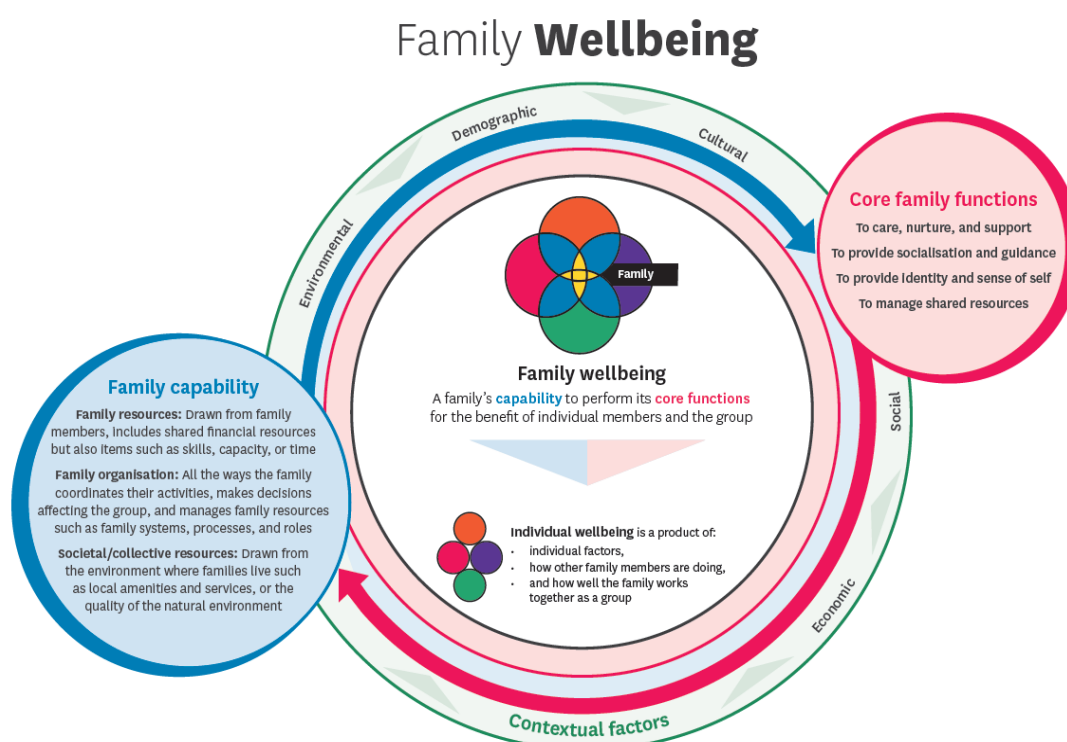 Family Wellbeing
Demographic
Cultural
Environmental
Social
Economic
Contextual factors
Core family functions
To care, nurture, and support
To provide socialisation and guidance
To provide identity and sense of self
To manage shared resources
Family
Family wellbeing
A family's capability to perform its core functions
for the benefit of individual members and the group
Family capability
Family resources: Drawn from family
members, includes shared financial resources
but also items such as skills, capacity, or time
Family organisation: All the ways the family
coordinates their activities, makes decisions
affecting the group, and manages family resources
such as family systems, processes, and roles
Societal/collective resources: Drawn from
the environment where families live such
as local amenities and services, or the
quality of the natural environment
Individual wellbeing is a product of:
· individual factors,
· how other family members are doing,
· and how well the family works
together as a group